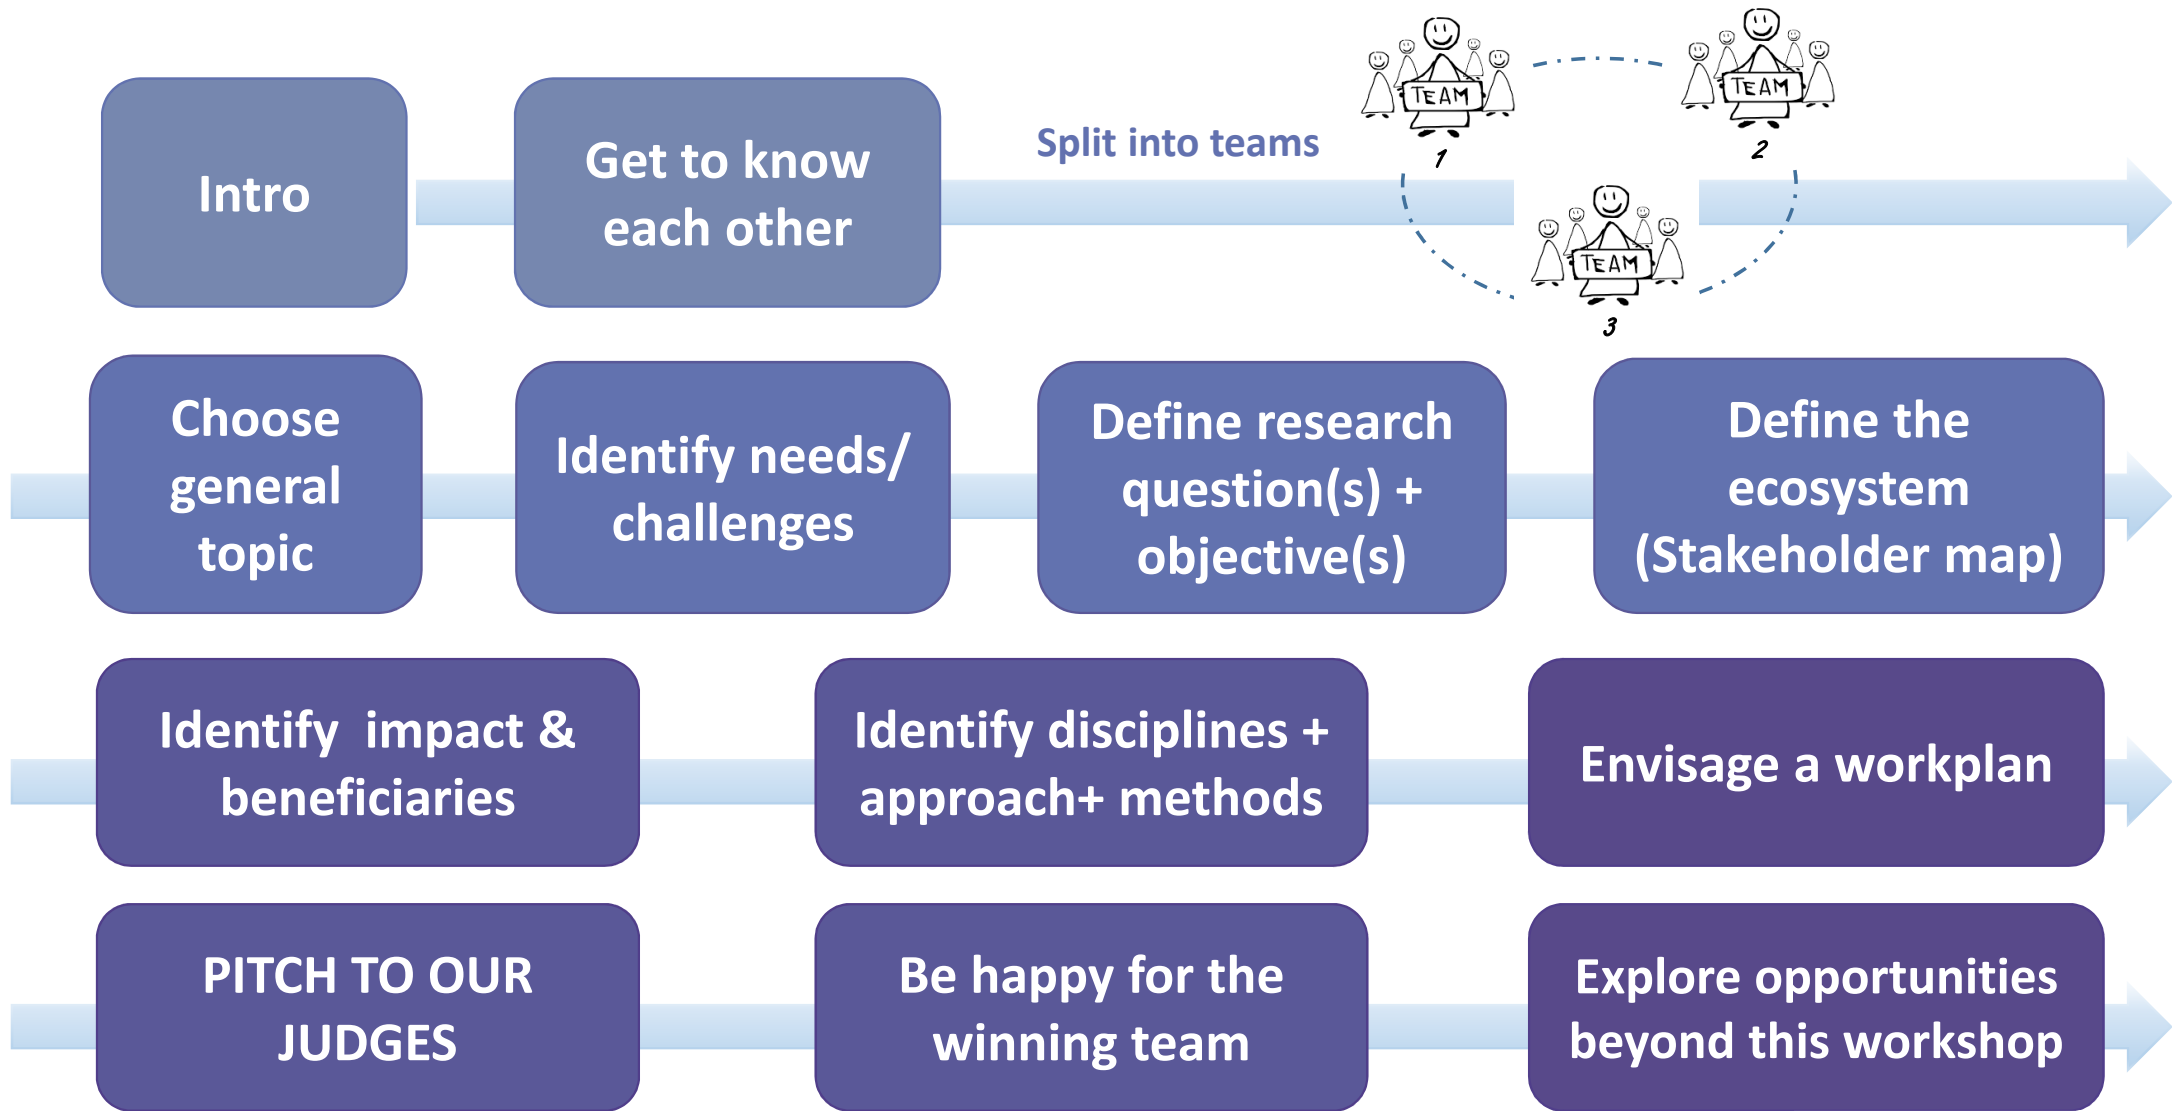 Intro
Get to know
each other
Split into teams
TEAM
1
TEAM
2
TEAM
3
Choose
general
topic
Identify needs/
challenges
Define research
question(s) +
objective(s)
Define the
ecosystem
(Stakeholder map)
Identify  impact &
beneficiaries
Identify disciplines +
approach+ methods
Envisage a workplan
PITCH TO OUR
JUDGES
Be happy for the
winning team
Explore opportunities
beyond this workshop